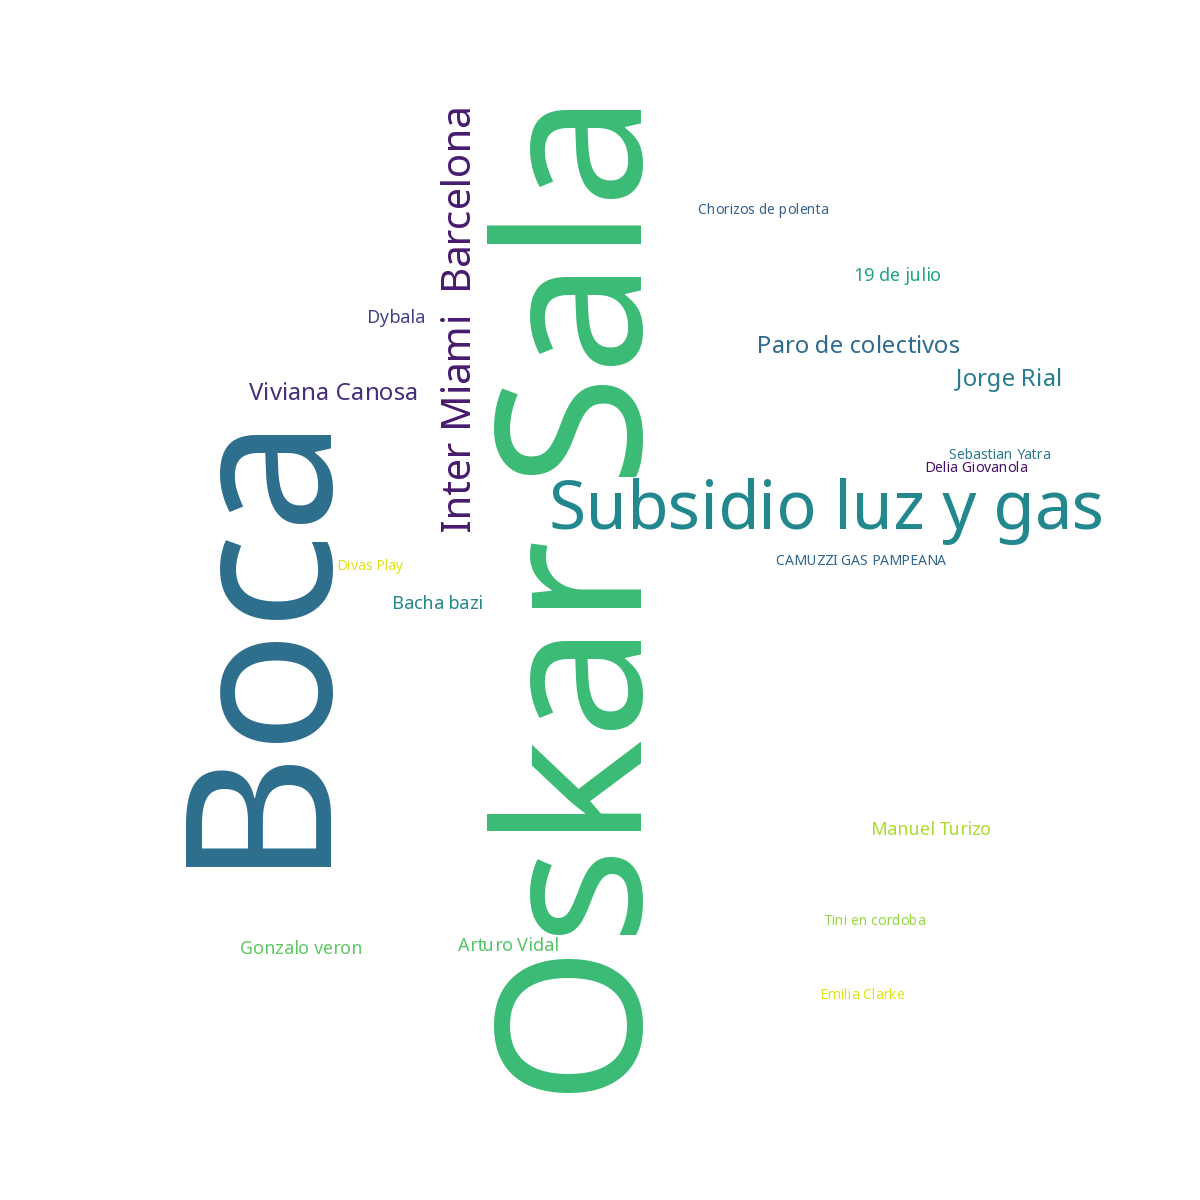 Oskar Sala
Boca
Subsidio luz y gas
Inter Miami Barcelona
Chorizos de polenta
19 de julio
Dybala
Paro de colectivos
Jorge Rial
Viviana Canosa
Sebastian Yatra
Delia Giovanola
CAMUZZI GAS PAMPEANA
Divas Play
Bacha bazi
Manuel Turizo
Tini en cordoba
Arturo Vidal
Gonzalo veron
Emilia Clarke